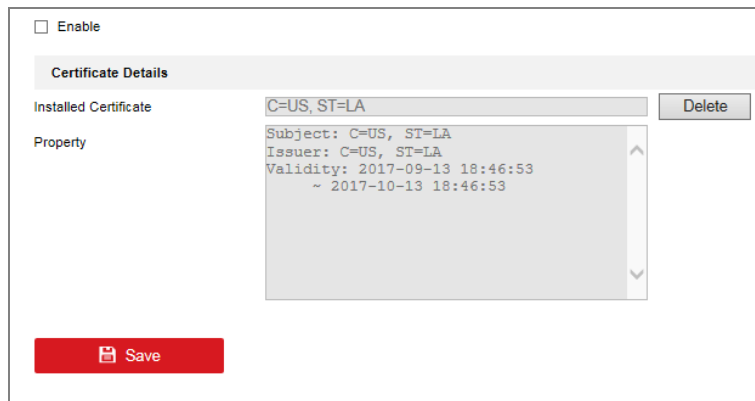 Enable
Certificate Details
Installed Certificate C=US, ST=LA Delete
Property
Subject: C=US, ST=LA
Issuer: C=US, ST=LA
Validity: 2017-09-13 18:46:53
~ 2017-10-13 18:46:53
Save